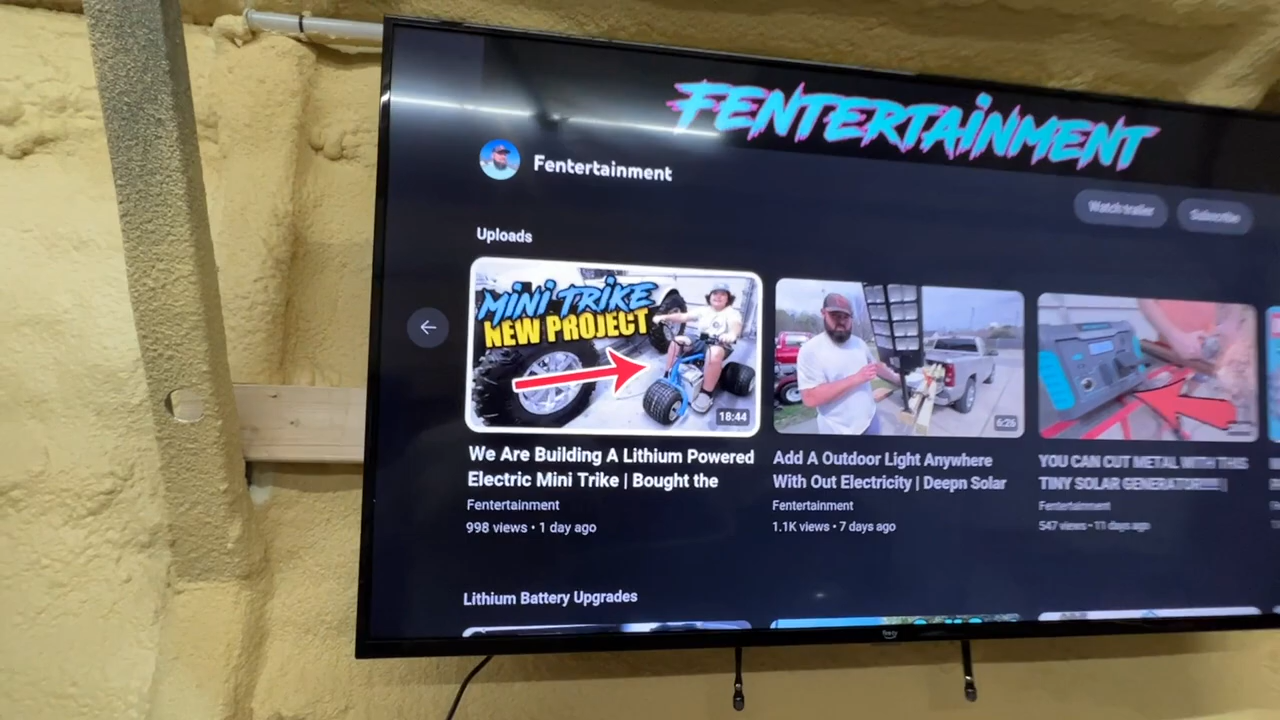 FENTERTAINMENT
Fentertainment
Watch trailer
Subscribe
Uploads
MINI TRIKE
NEW PROJECT
18:44
6:26
We Are Building A Lithium Powered
Electric Mini Trike | Bought the
Fentertainment
998 views • 1 day ago
Add A Outdoor Light Anywhere
With Out Electricity | Deepn Solar
Fentertainment
1.1K views • 7 days ago
YOU CAN CUT METAL WITH THIS
TINY SOLAR GENERATOR!!!!! |
Fentertainment
547 views • 11 days ago
Lithium Battery Upgrades